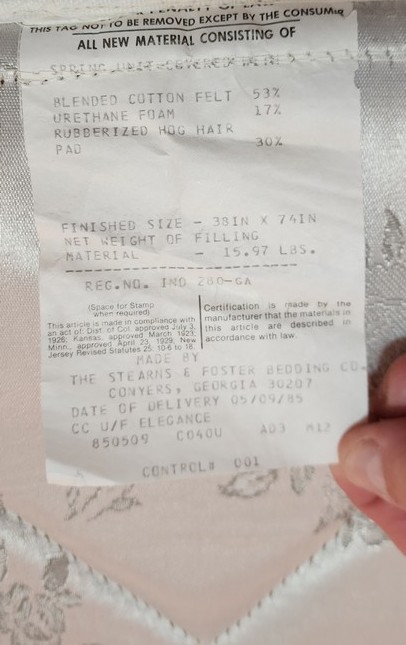 THIS TAG NOT TO BE REMOVED EXCEPT BY THE CONSUMER
ALL NEW MATERIAL CONSISTING OF
SPRING UNIT COVERED WITH
BLENDED COTTON FELT 53%
URETHANE FOAM 17%
RUBBERIZED HOG HAIR
PAD 30%
FINISHED SIZE - 38IN X 74IN
NET WEIGHT OF FILLING
MATERIAL - 15.97 LBS.
REG.NO. IND 280-GA
(Space for Stamp
when required)
This article is made in compliance with
an act of Dist. of Col. approved July 3,
1926; Kansas, approved March 1923;
Minn., approved April 23, 1929; New
Jersey Revised Statutes 26:10-6 to 18.
Certification is made by the
manufacturer that the materials in
this article are described in
accordance with law.
MADE BY
THE STEARNS & FOSTER BEDDING CO.
CONYERS, GEORGIA 30207
DATE OF DELIVERY 05/09/85
CC U/F ELEGANCE
850509 C040U A03 M12
CONTROL# 001